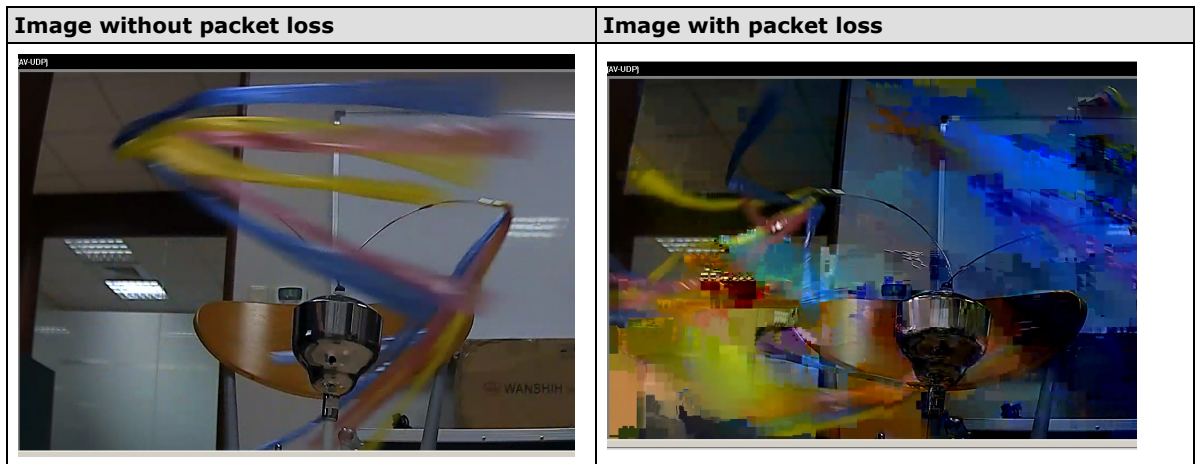 Image without packet loss
Image with packet loss
(AV-UDP)
(AV-UDP)
WANSHIH